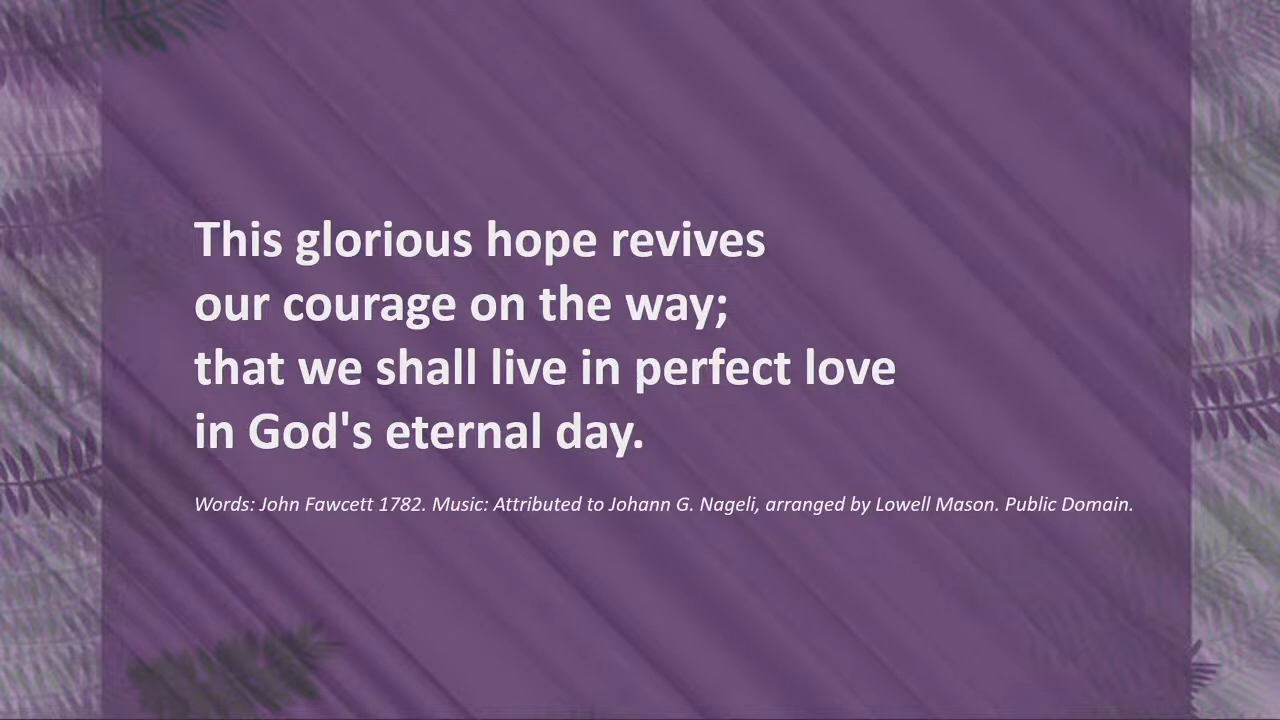 This glorious hope revives
our courage on the way;
that we shall live in perfect love
in God's eternal day.
Words: John Fawcett 1782. Music: Attributed to Johann G. Nageli, arranged by Lowell Mason. Public Domain.